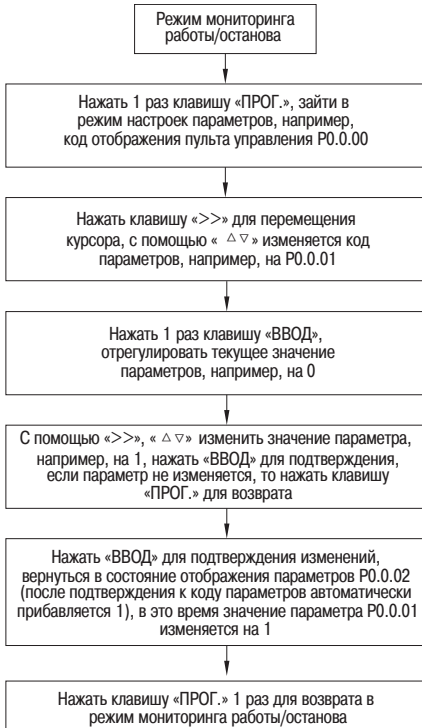 Режим мониторинга
работы/останова
Нажать 1 раз клавишу «ПРОГ.», зайти в
режим настроек параметров, например,
код отображения пульта управления P0.0.00
Нажать клавишу «>>» для перемещения
курсора, с помощью « △ ▽ » изменяется код
параметров, например, на P0.0.01
Нажать 1 раз клавишу «ВВОД»,
отрегулировать текущее значение
параметров, например, на 0
С помощью «>>», « △ ▽ » изменить значение параметра,
например, на 1, нажать «ВВОД» для подтверждения,
если параметр не изменяется, то нажать клавишу
«ПРОГ.» для возврата
Нажать «ВВОД» для подтверждения изменений,
вернуться в состояние отображения параметров P0.0.02
(после подтверждения к коду параметров автоматически
прибавляется 1), в это время значение параметра P0.0.01
изменяется на 1
Нажать клавишу «ПРОГ.» 1 раз для возврата в
режим мониторинга работы/останова